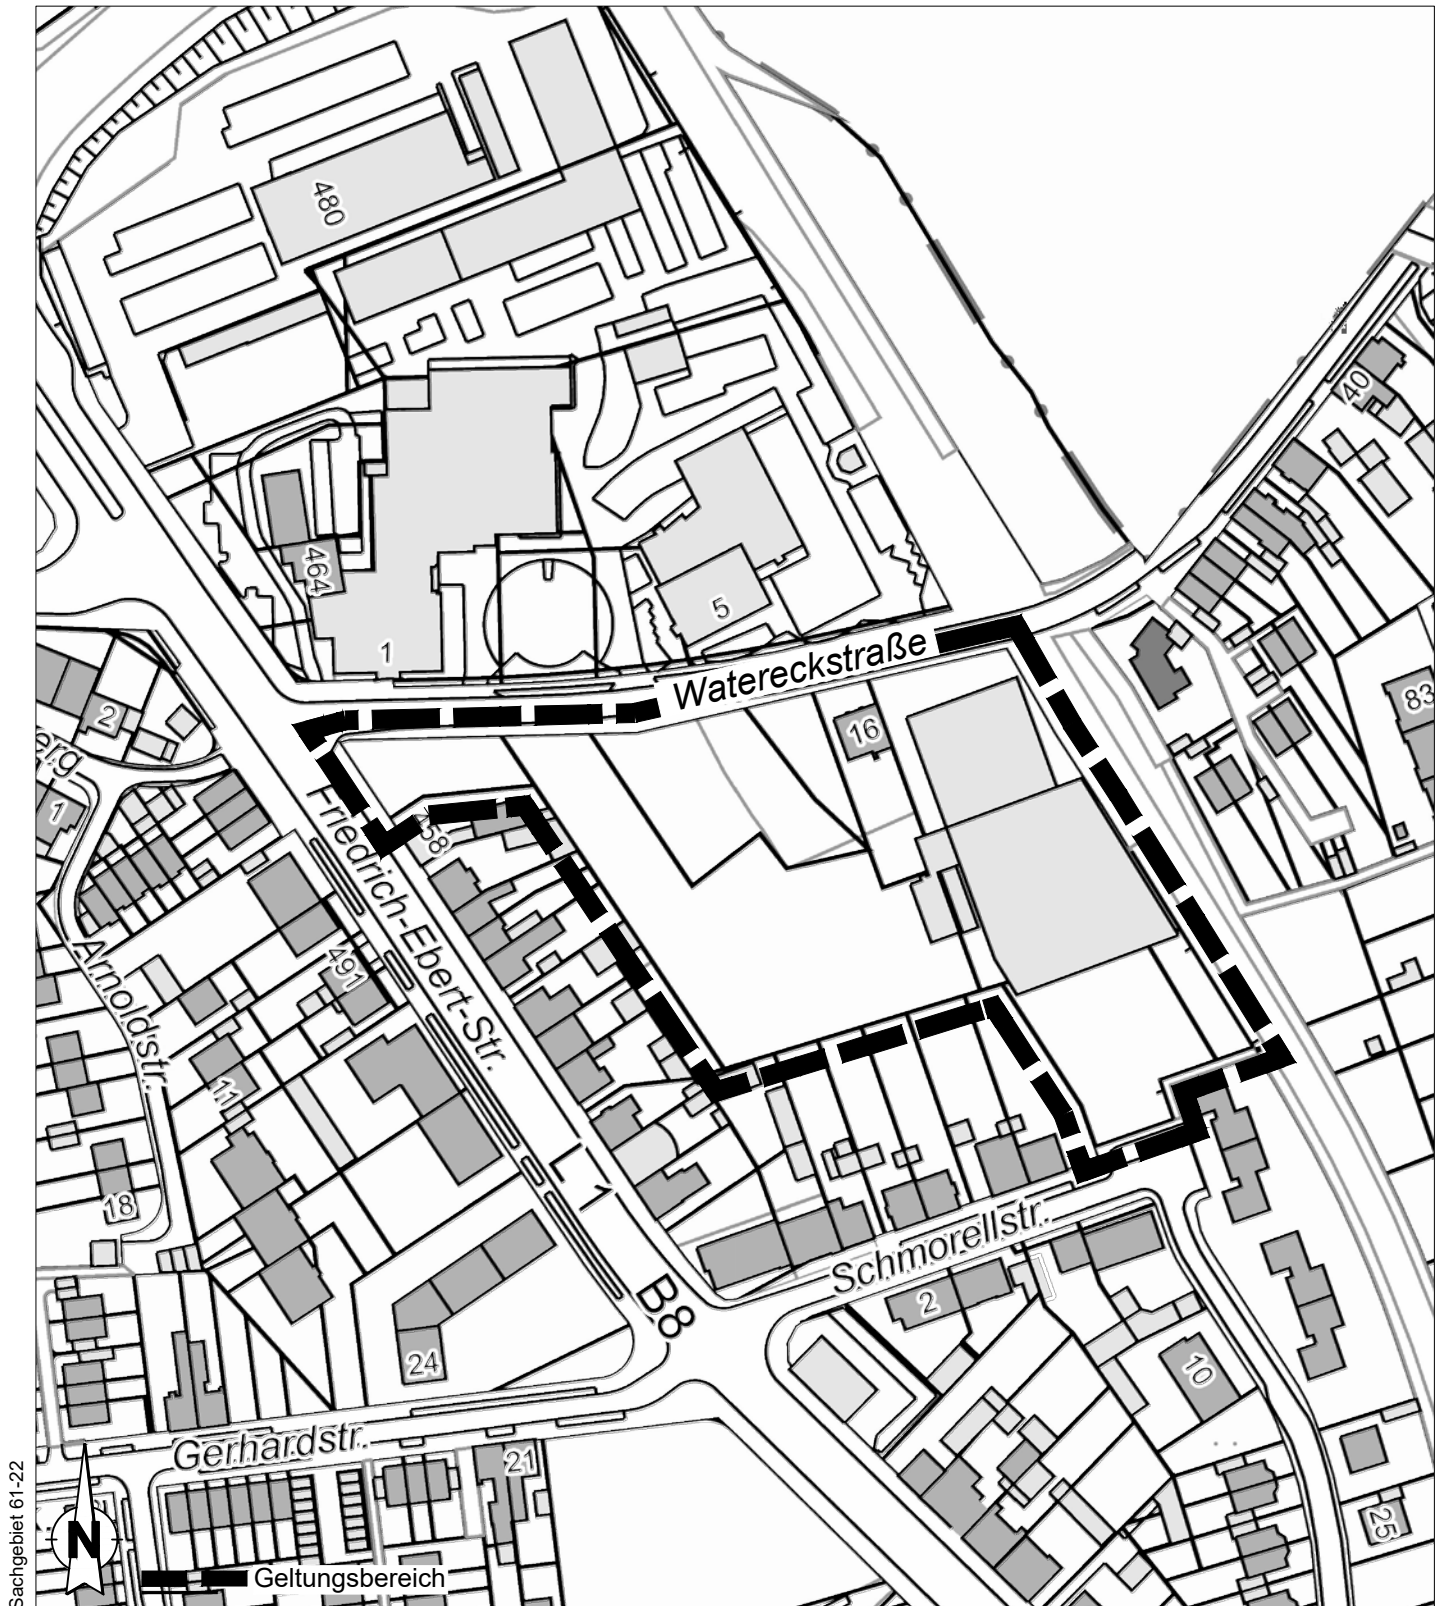 480
40
464
5
1
Watereckstraße
16
83
2
erg
1
Friedrich-Ebert-Str.
458
Arnoldstr.
491
11
18
L1
B8
Schmorellstr.
2
10
24
Gerhardstr.
21
25
N
Geltungsbereich
Sachgebiet 61-22